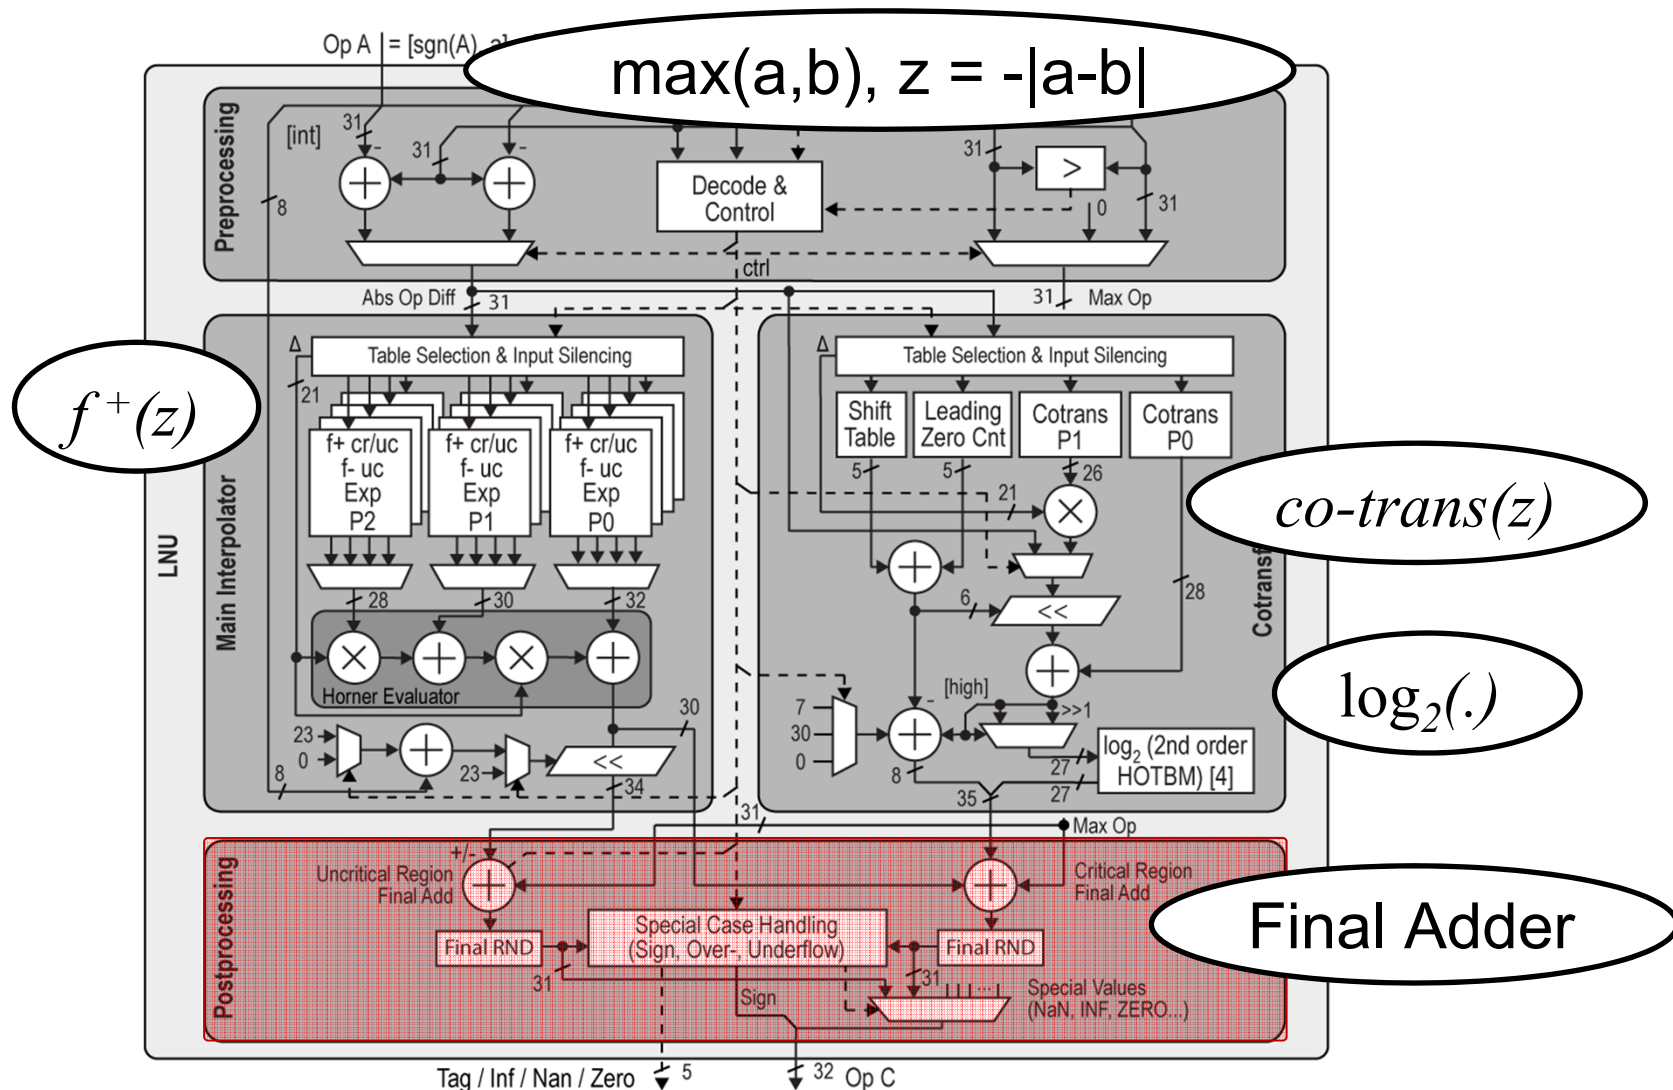 Op A = [sgn(A), a]
max(a,b), z = -|a-b|
Preprocessing
[int]
31
-
31
-
8
Decode &
Control
31
>
0
31
ctrl
Abs Op Diff
31
31
Max Op
LNU
Main Interpolator
Δ
Table Selection & Input Silencing
21
f+ cr/uc
f- uc
Exp
P2
f+ cr/uc
f- uc
Exp
P1
f+ cr/uc
f- uc
Exp
P0
f +(z)
28
30
32
Horner Evaluator
30
23
0
8
23
<<
34
Δ
Table Selection & Input Silencing
Shift
Table
Leading
Zero Cnt
Cotrans
P1
Cotrans
P0
5
5
26
21
co-trans(z)
6
<<
28
Cotransf
[high]
-
>>1
7
30
0
8
log2(.)
log2 (2nd order
HOTBM) [4]
27
27
35
31
Max Op
Postprocessing
+/-
Uncritical Region
Final Add
Critical Region
Final Add
Final Adder
Final RND
Special Case Handling
(Sign, Over-, Underflow)
Final RND
31
31
...
Sign
Special Values
(NaN, INF, ZERO...)
Tag / Inf / Nan / Zero
5
32
Op C